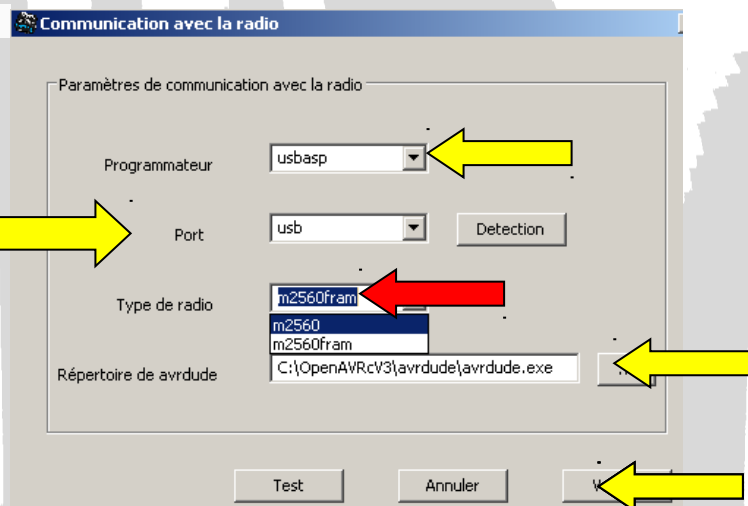 Communication avec la radio
Paramètres de communication avec la radio
Programmateur
usbasp
Port
usb
Detection
Type de radio
m2560fram
m2560
m2560fram
Répertoire de avrdude
C:\OpenAVRcV3\avrdude\avrdude.exe
Test
Annuler